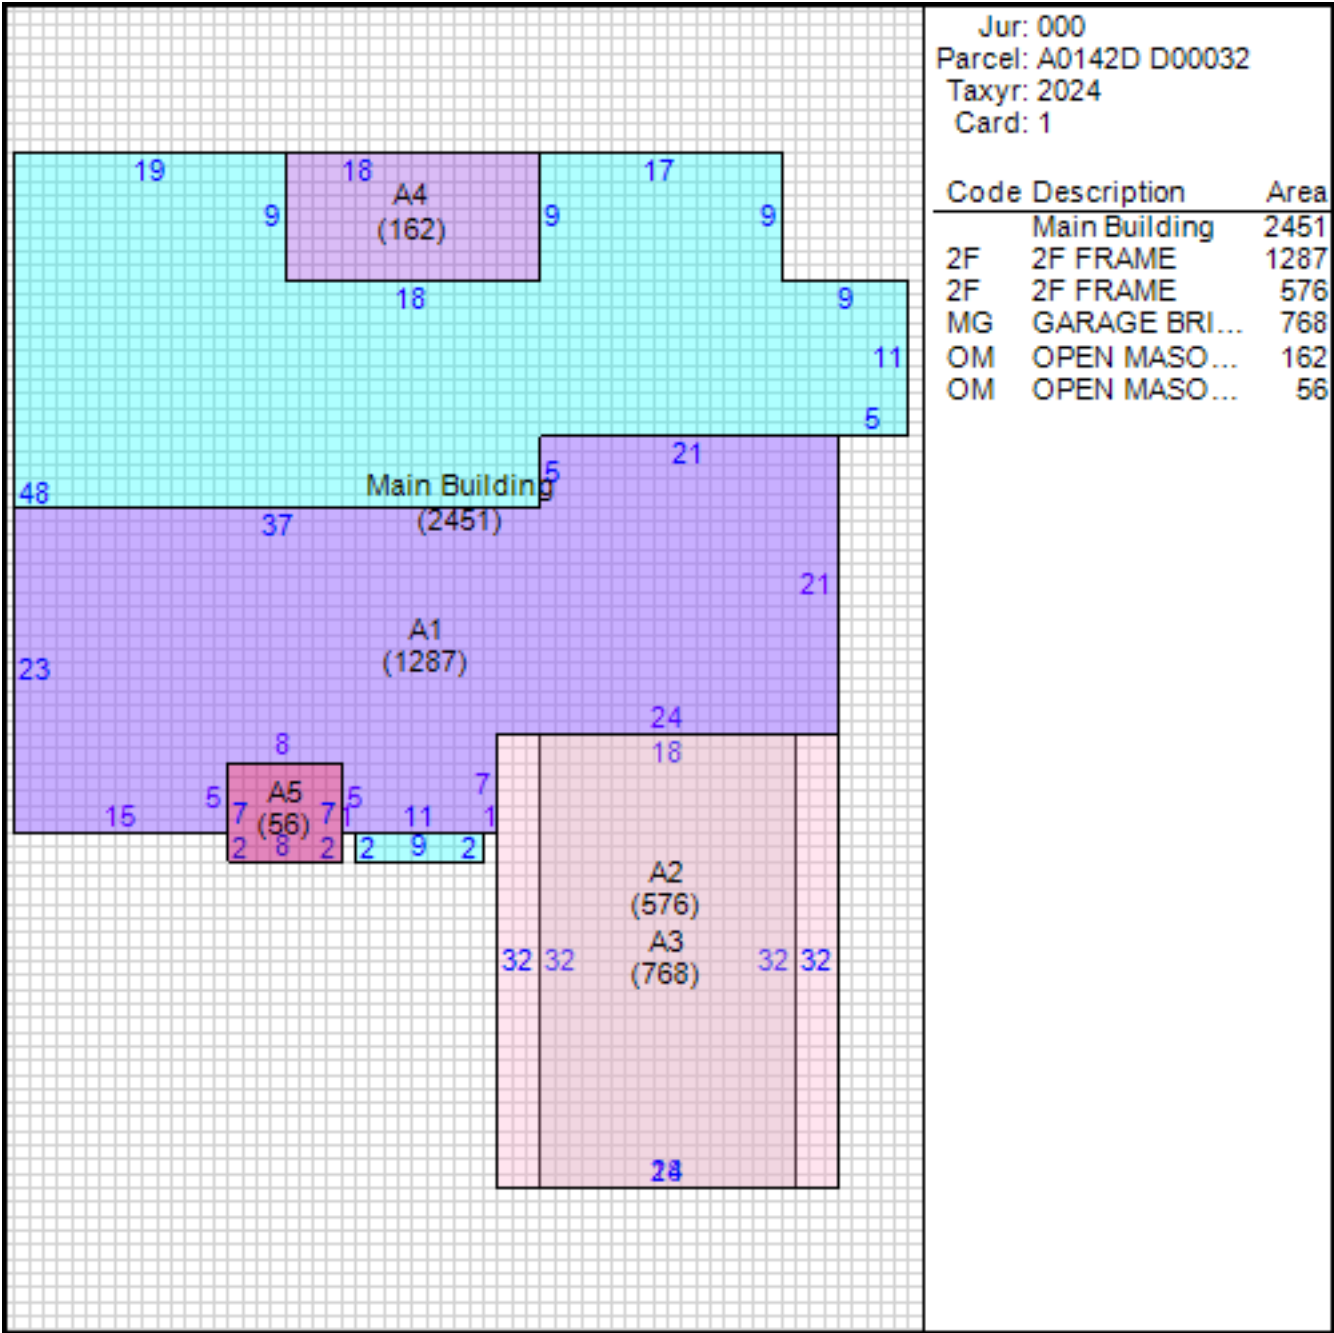 Jur: 000
Parcel: A0142D D00032
Taxyr: 2024
Card: 1
Code Description Area
Main Building 2451
2F 2F FRAME 1287
2F 2F FRAME 576
MG GARAGE BRI... 768
OM OPEN MASO... 162
OM OPEN MASO... 56
19 18 17
A4
9 9 9
(162)
18 9
11
5
21
5
48 Main Building
37 (2451)
21
A1
(1287)
23
24
8 18
7
5 A5 5
15 7 (56) 7 1 11 1
2 8 2 2 9 2
A2
(576)
A3
32 32 32 32
(768)